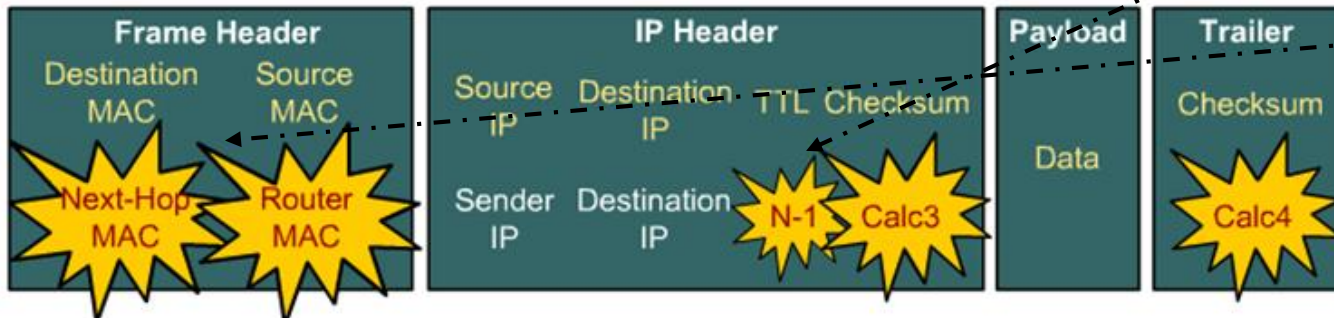 Frame Header
Destination MAC
Source MAC
Next-Hop MAC
Router MAC
IP Header
Source IP
Destination IP
TTL
Checksum
Sender IP
Destination IP
N-1
Calc3
Payload
Data
Trailer
Checksum
Calc4